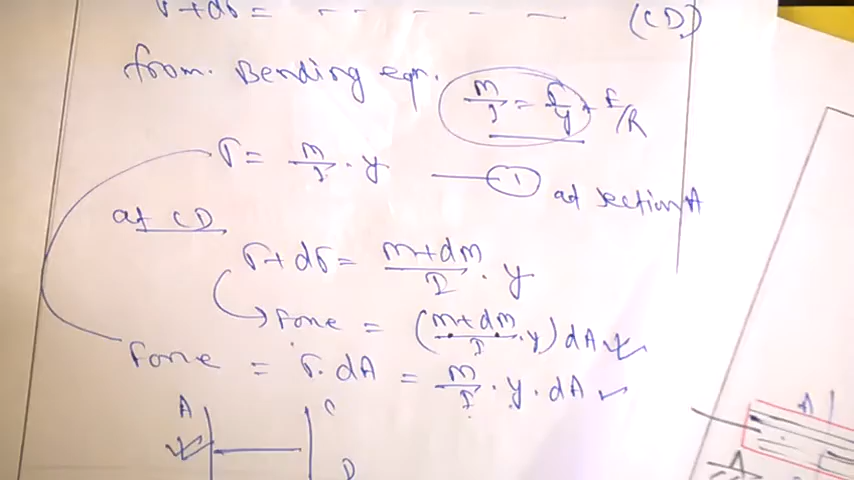 σ+dσ = - -- - - - (CD)
from. Bending eqn. M/I = σ/y = E/R
σ = M/I · y —① at section A
at CD
σ+dσ = M+dM/I · y
→ Force = (M+dM/I · y) dA
Force = σ. dA = M/I · y · dA ✓
A C
D
A
A